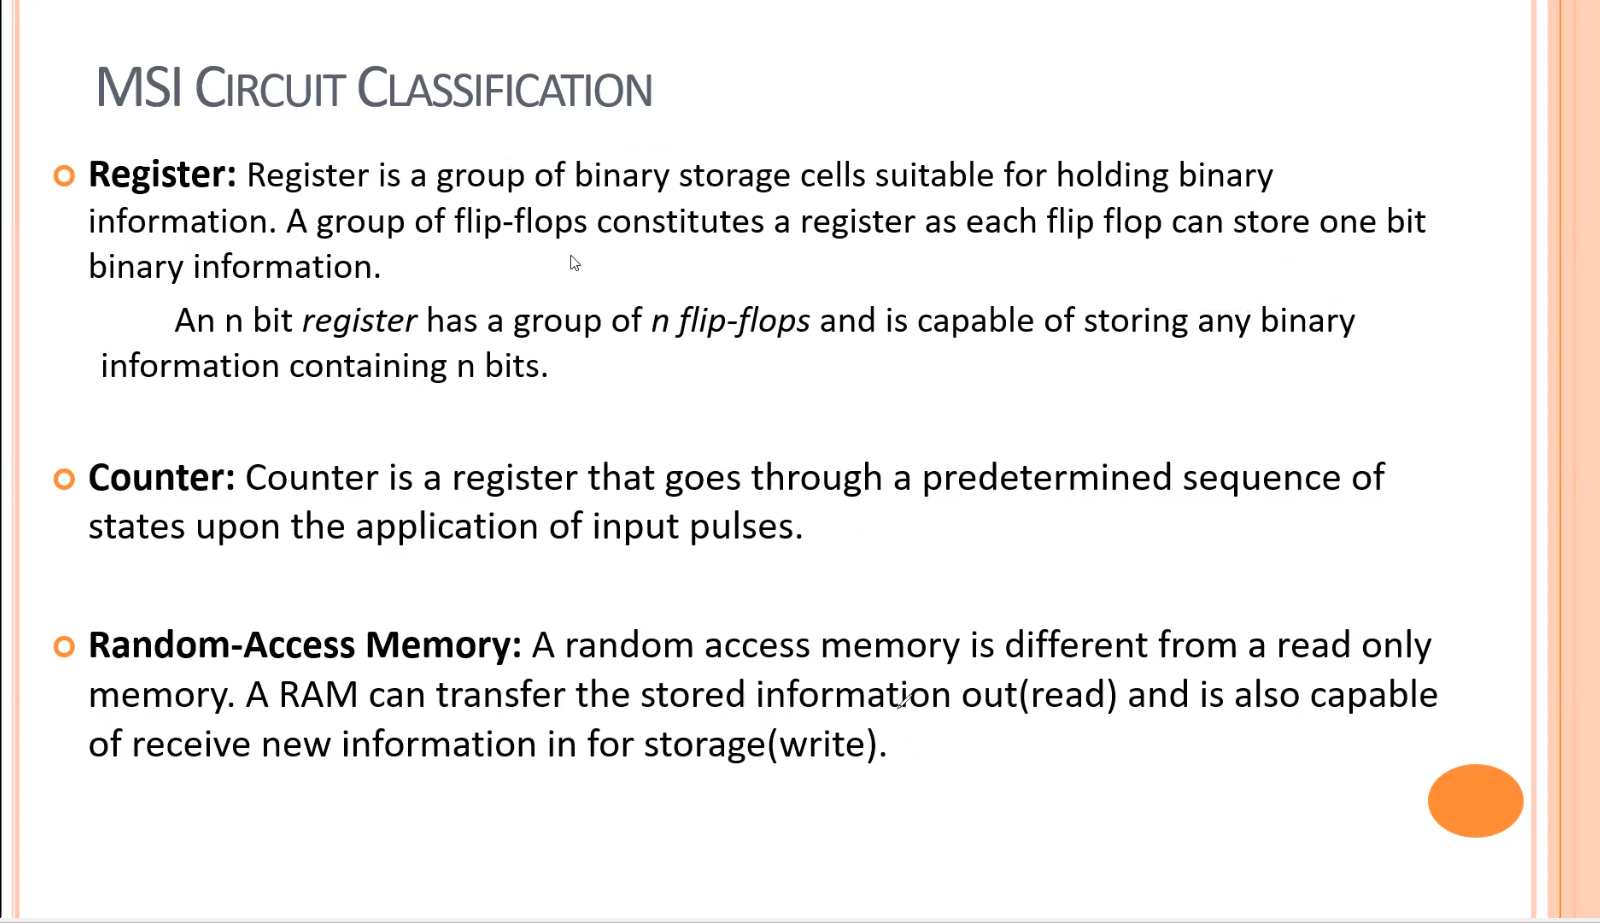 MSI CIRCUIT CLASSIFICATION
Register: Register is a group of binary storage cells suitable for holding binary
information. A group of flip-flops constitutes a register as each flip flop can store one bit
binary information.
An n bit register has a group of n flip-flops and is capable of storing any binary
information containing n bits.
Counter: Counter is a register that goes through a predetermined sequence of
states upon the application of input pulses.
Random-Access Memory: A random access memory is different from a read only
memory. A RAM can transfer the stored information out(read) and is also capable
of receive new information in for storage(write).